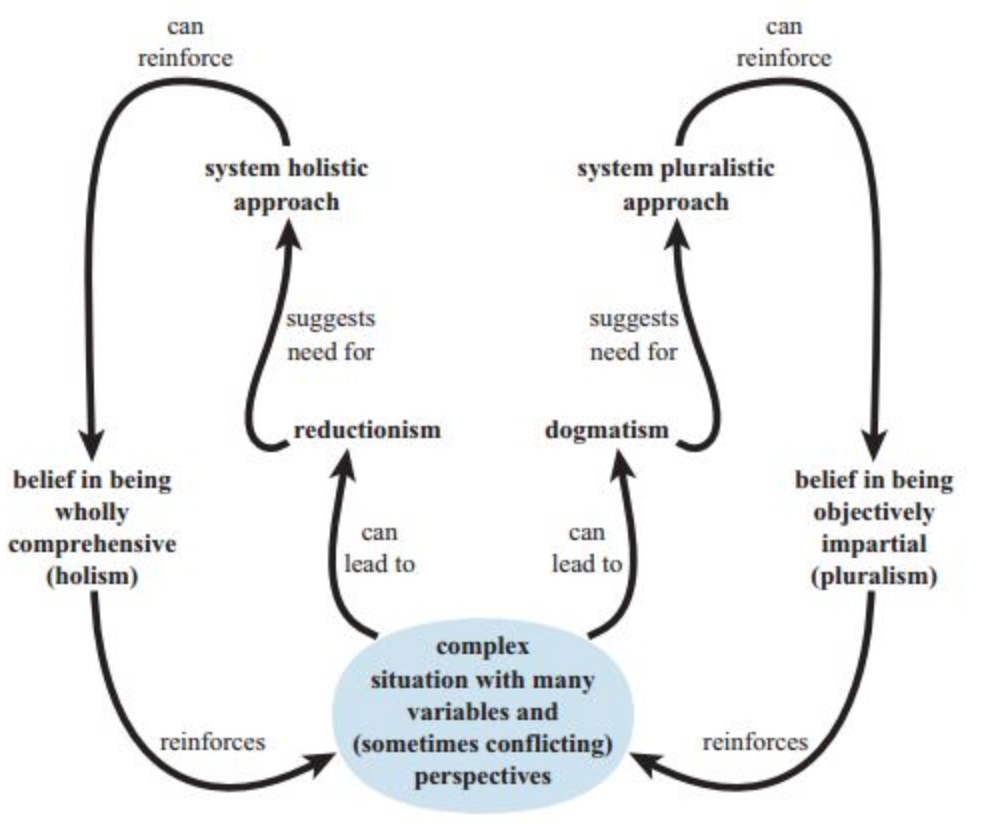 can
reinforce
can
reinforce
system holistic
approach
system pluralistic
approach
suggests
need for
suggests
need for
reductionism
dogmatism
belief in being
wholly
comprehensive
(holism)
belief in being
objectively
impartial
(pluralism)
can
lead to
can
lead to
complex
situation with many
variables and
(sometimes conflicting)
perspectives
reinforces
reinforces